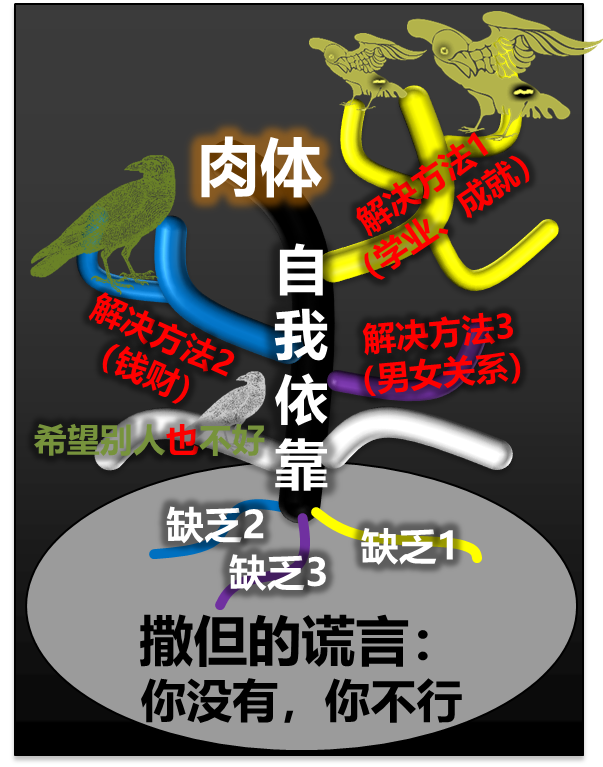 肉体
解决方法1
(学业、成就)
自我依靠
解决方法2
(钱财)
解决方法3
(男女关系)
希望别人也不好
缺乏2
缺乏1
缺乏3
撒但的谎言：
你没有，你不行